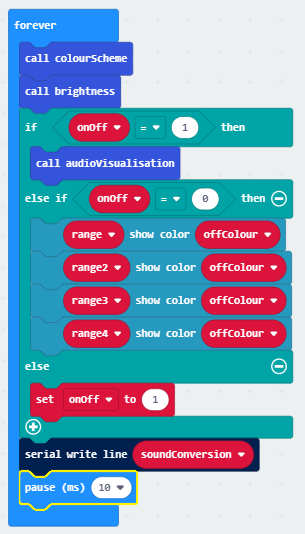 forever
call colourScheme
call brightness
if onOff = 1 then
call audioVisualisation
else if onOff = 0 then
range show color offColour
range2 show color offColour
range3 show color offColour
range4 show color offColour
else
set onOff to 1
serial write line soundConversion
pause (ms) 10